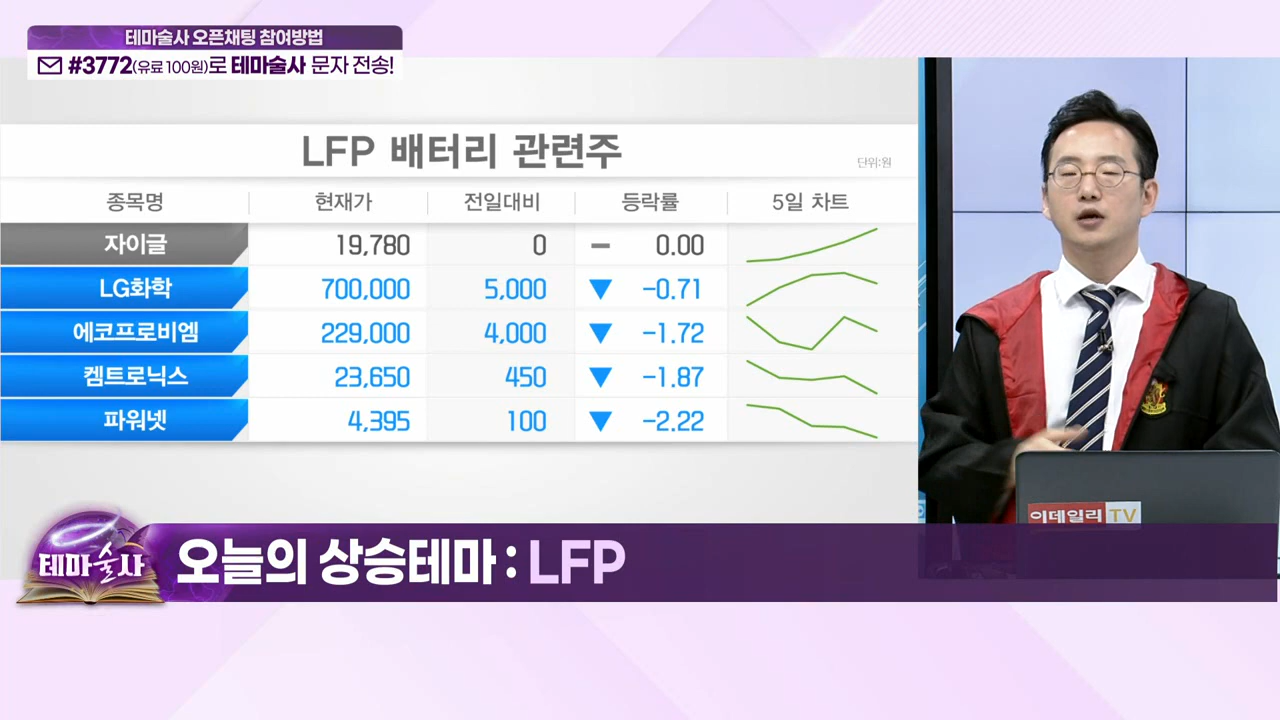 테마술사 오픈채팅 참여방법
#3772(유료 100원)로 테마술사 문자 전송!
LFP 배터리 관련주
단위:원
종목명 현재가 전일대비 등락률 5일 차트
자이글 19,780 0 - 0.00
LG화학 700,000 5,000 ▼ -0.71
에코프로비엠 229,000 4,000 ▼ -1.72
켐트로닉스 23,650 450 ▼ -1.87
파워넷 4,395 100 ▼ -2.22
이데일리 TV
테마술사 오늘의 상승테마 : LFP